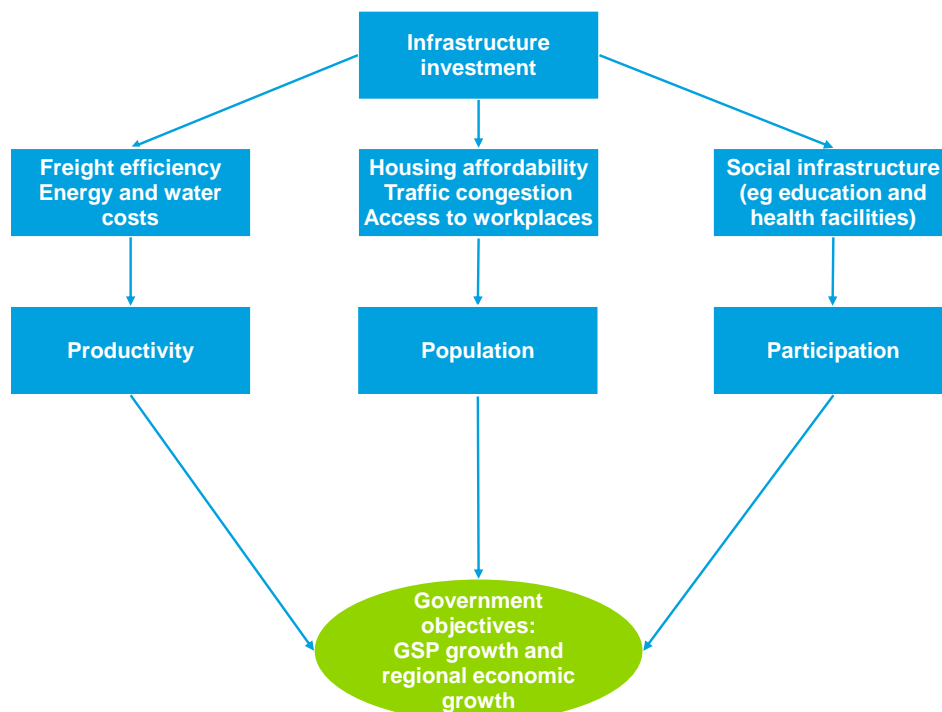 Infrastructure
investment
Freight efficiency
Energy and water
costs
Housing affordability
Traffic congestion
Access to workplaces
Social infrastructure
(eg education and
health facilities)
Productivity
Population
Participation
Government
objectives:
GSP growth and
regional economic
growth